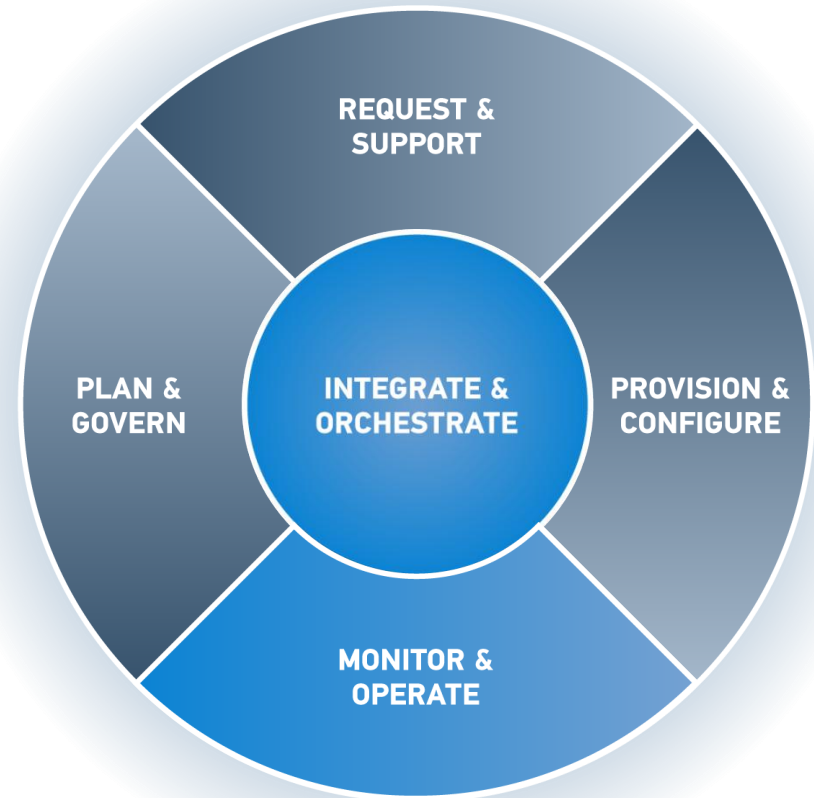 REQUEST &
SUPPORT
PLAN &
GOVERN
INTEGRATE &
ORCHESTRATE
PROVISION &
CONFIGURE
MONITOR &
OPERATE